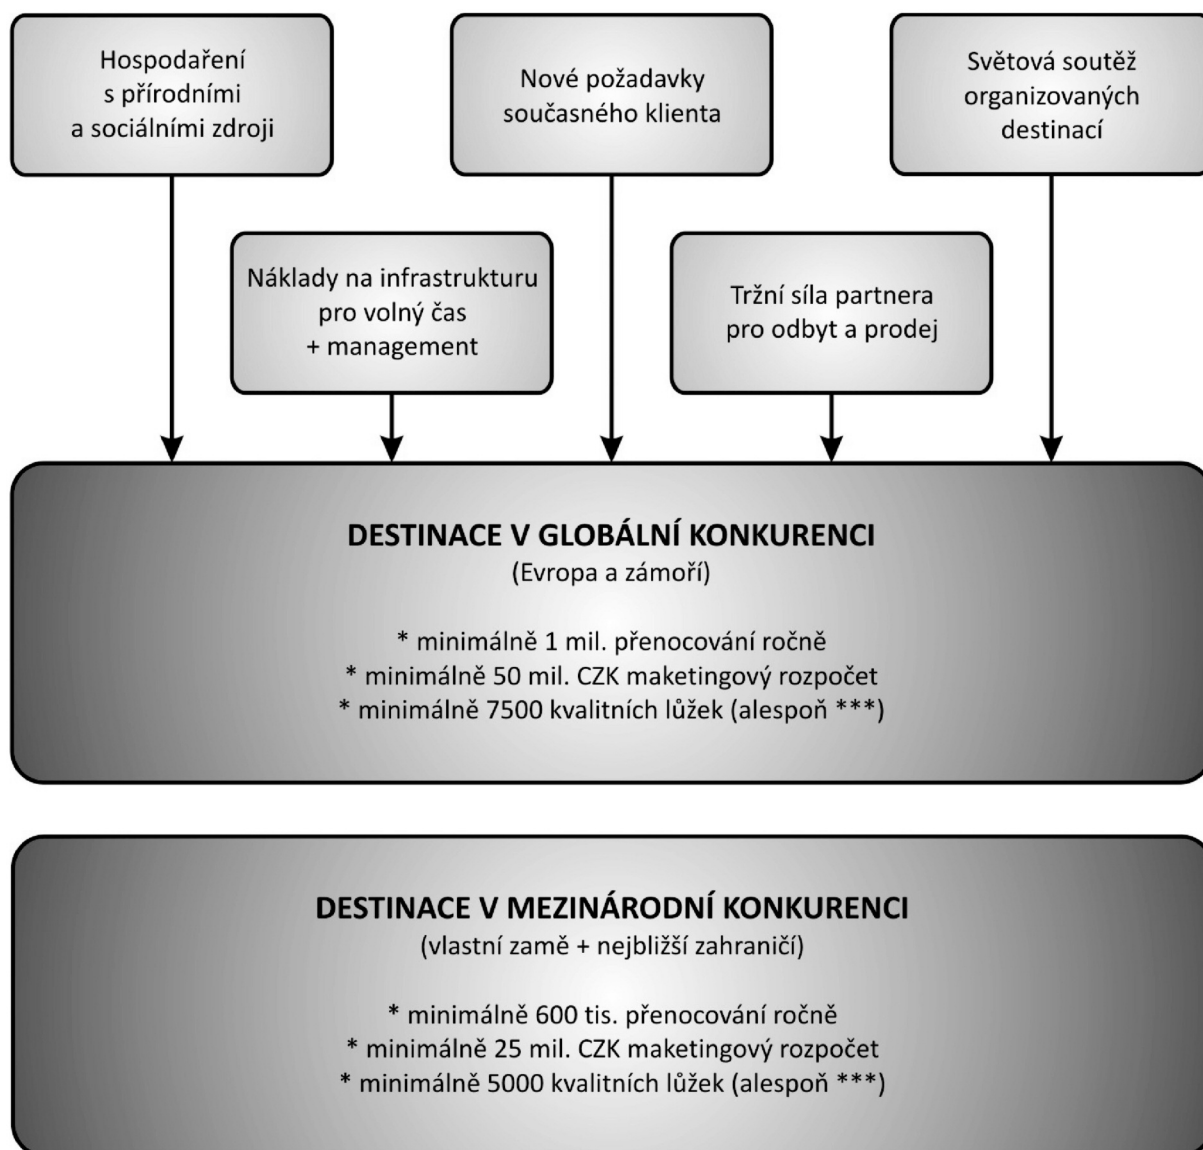 Hospodaření
s přírodními
a sociálními zdroji
Nové požadavky
současného klienta
Světová soutěž
organizovaných
destinací
Náklady na infrastrukturu
pro volný čas
+ management
Tržní síla partnera
pro odbyt a prodej
DESTINACE V GLOBÁLNÍ KONKURENCI
(Evropa a zámoří)
* minimálně 1 mil. přenocování ročně
* minimálně 50 mil. CZK maketingový rozpočet
* minimálně 7500 kvalitních lůžek (alespoň ***)
DESTINACE V MEZINÁRODNÍ KONKURENCI
(vlastní zamě + nejbližší zahraničí)
* minimálně 600 tis. přenocování ročně
* minimálně 25 mil. CZK maketingový rozpočet
* minimálně 5000 kvalitních lůžek (alespoň ***)